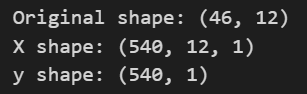 Original shape: (46, 12)
X shape: (540, 12, 1)
y shape: (540, 1)